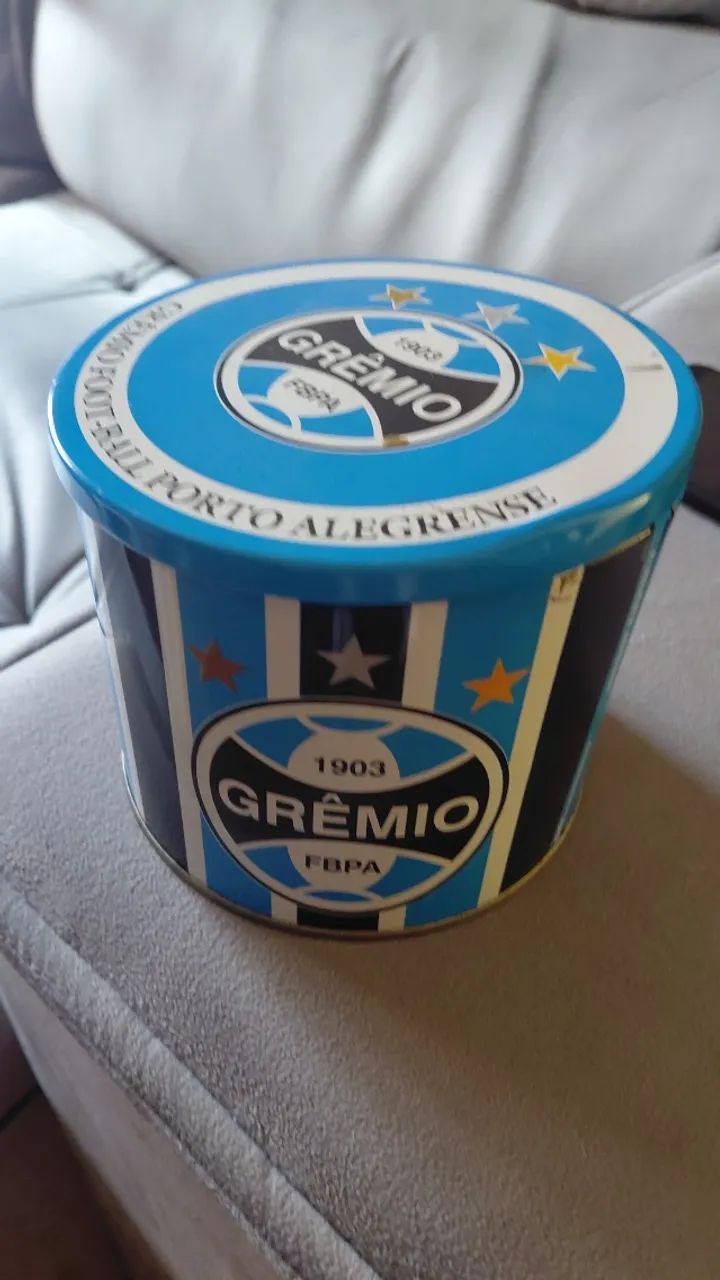 GRÊMIO FOOT-BALL PORTO ALEGRENSE
1903
GRÊMIO
FBPA
1903
GRÊMIO
FBPA